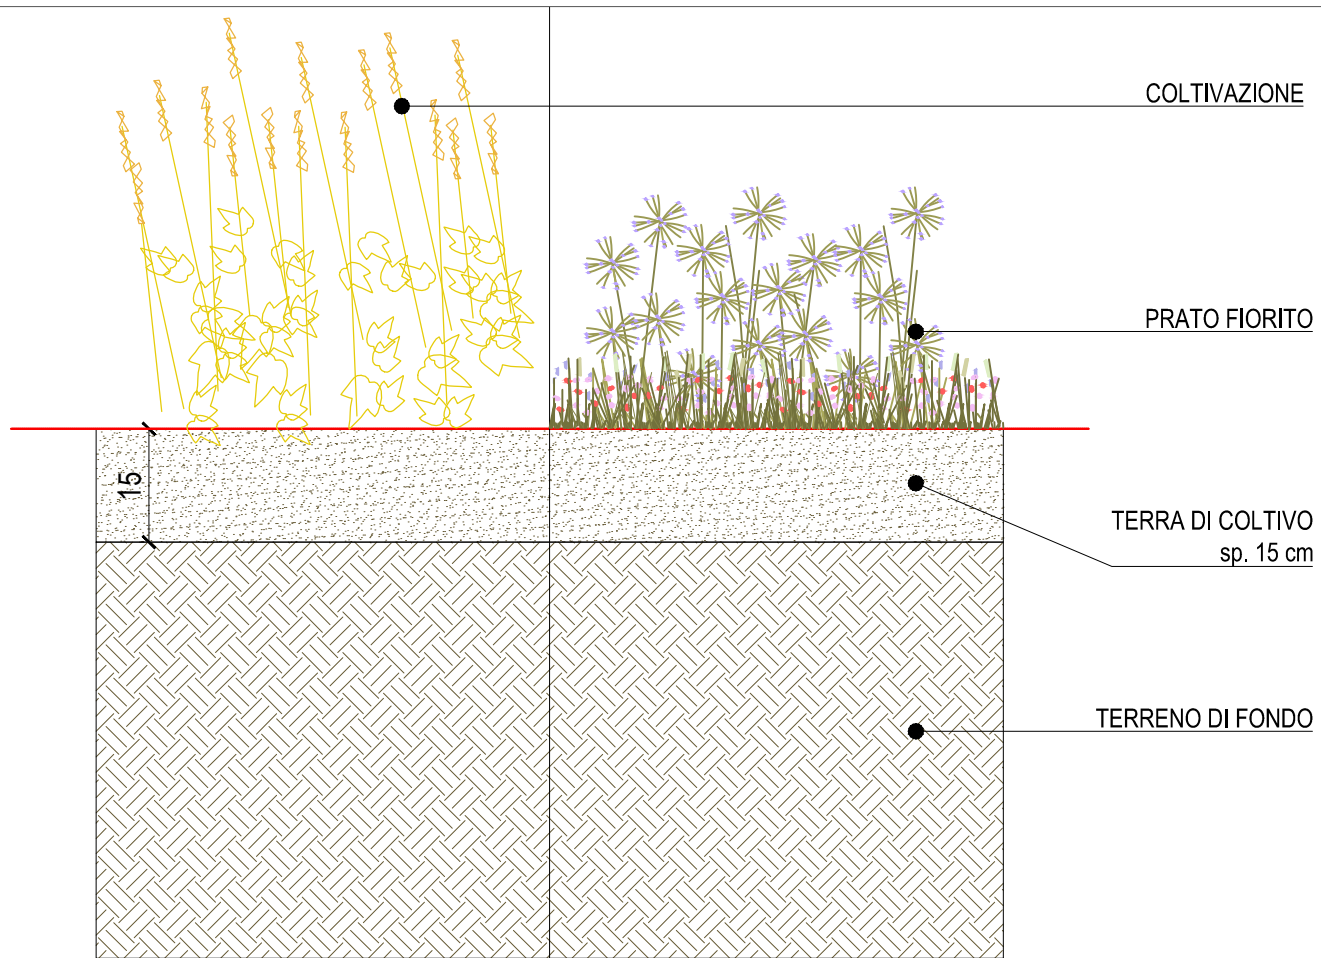 COLTIVAZIONE
PRATO FIORITO
15
TERRA DI COLTIVO
sp. 15 cm
TERRENO DI FONDO